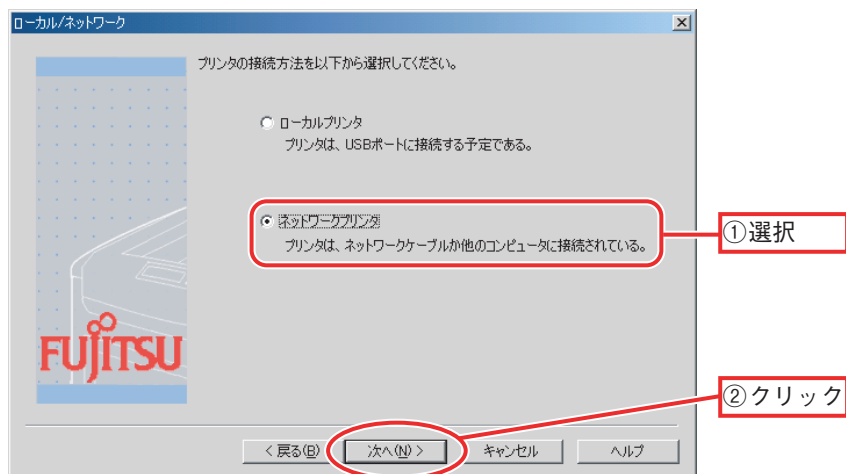 ローカル/ネットワーク
プリンタの接続方法を以下から選択してください。
ローカルプリンタ
プリンタは、USBポートに接続する予定である。
ネットワークプリンタ
プリンタは、ネットワークケーブルか他のコンピュータに接続されている。
①選択
FUJITSU
②クリック
< 戻る(B)
次へ(N) >
キャンセル
ヘルプ